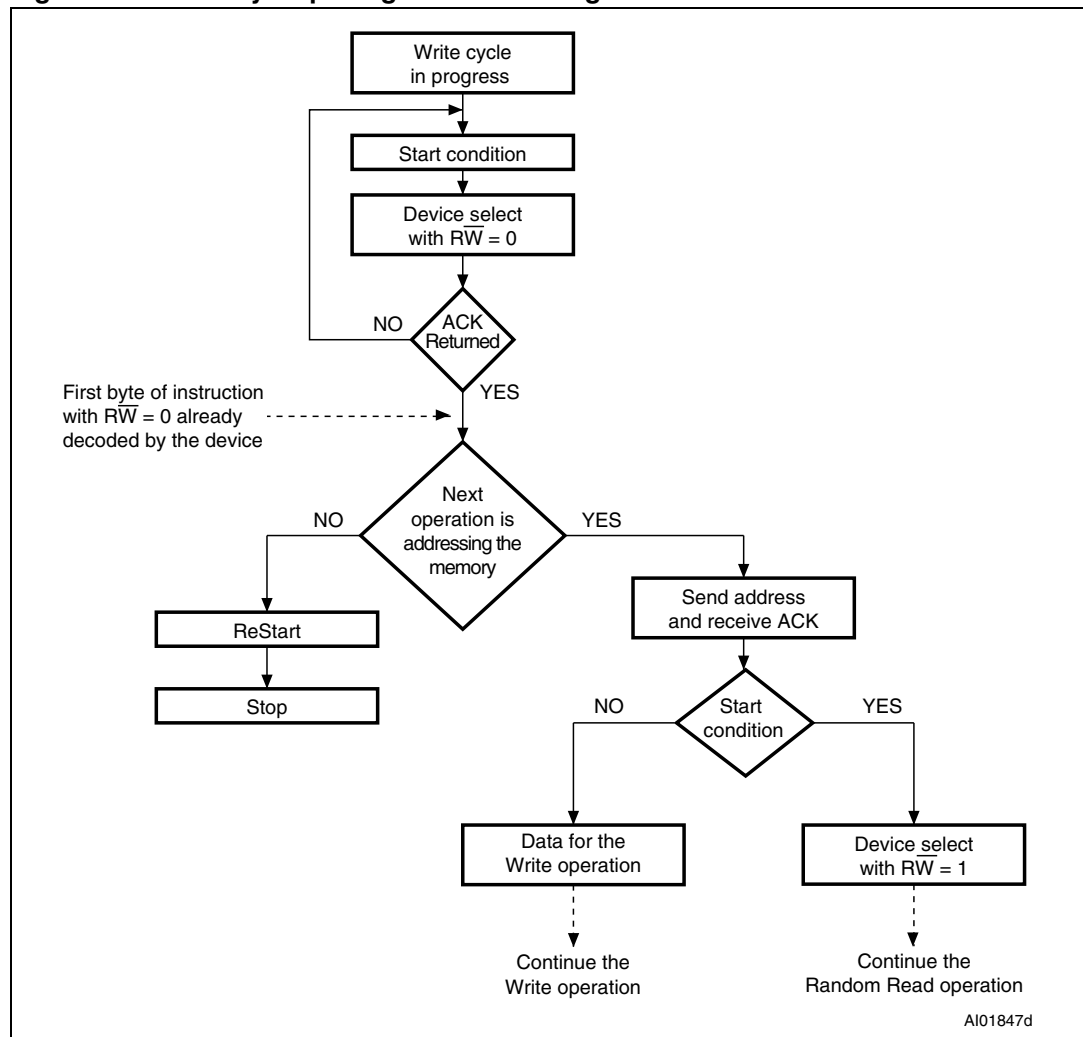 Write cycle
in progress
Start condition
Device select
with RW̅ = 0
NO
ACK
Returned
YES
First byte of instruction
with RW̅ = 0 already
decoded by the device
Next
operation is
addressing the
memory
NO
YES
ReStart
Stop
Send address
and receive ACK
Start
condition
NO
YES
Data for the
Write operation
Device select
with RW̅ = 1
Continue the
Write operation
Continue the
Random Read operation
AI01847d